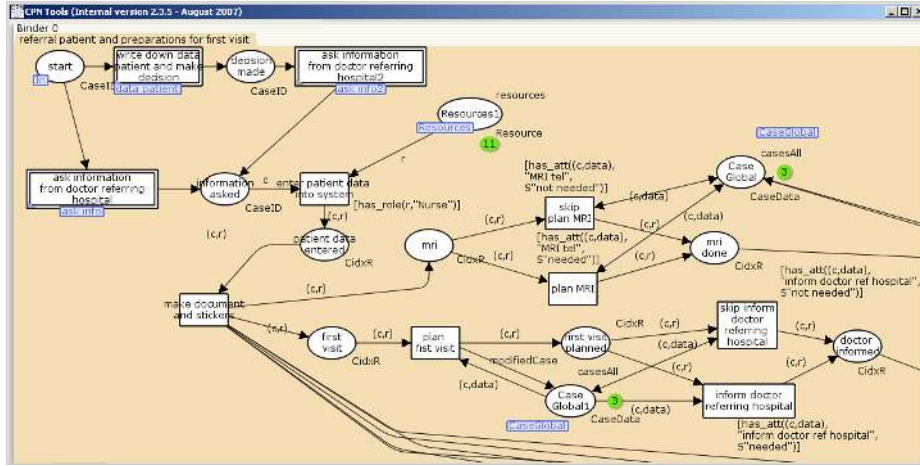 CPN Tools (Internal version 2.3.5 - August 2007)
Binder 0
referral patient and preparations for first visit
start
In
CaseID
write down data
patient and make
decision
data patient
decision
made
CaseID
ask information
from doctor referring
hospital2
ask info2
resources
Resources1
Resources
Resource
11
r
ask information
from doctor referring
hospital
ask info
information
asked
CaseID
c
enter patient data
into system
[has_role(r,"Nurse")]
(c,r)
(c,r)
patient data
entered
CidxR
make document
and stickers
(c,r)
(c,r)
mri
CidxR
(c,r)
(c,r)
[has_att((c,data),
"MRI tel",
S"not needed")]
skip
plan MRI
[has_att((c,data),
"MRI tel",
S"needed")]
plan MRI
(c,data)
(c,r)
(c,data)
(c,r)
CaseGlobal
casesAll
Case
Global
3
CaseData
mri
done
CidxR
[has_att((c,data),
"inform doctor ref hospital",
S"not needed")]
first
visit
CidxR
(c,r)
plan
fist visit
(c,r)
modifiedCase
(c,data)
first visit
planned
CidxR
casesAll
(c,r)
(c,data)
(c,r)
Case
Global1
3
CaseData
CaseGlobal
(c,data)
skip inform
doctor
referring
hospital
(c,r)
(c,r)
doctor
informed
CidxR
inform doctor
referring hospital
[has_att((c,data),
"inform doctor ref hospital",
S"needed")]